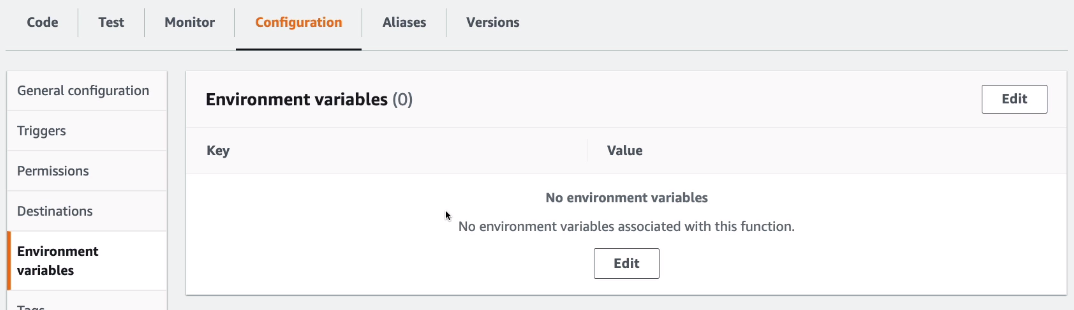 Code Test Monitor Configuration Aliases Versions
General configuration
Triggers
Permissions
Destinations
Environment
variables
Tags
Environment variables (0) Edit
Key Value
No environment variables
No environment variables associated with this function.
Edit